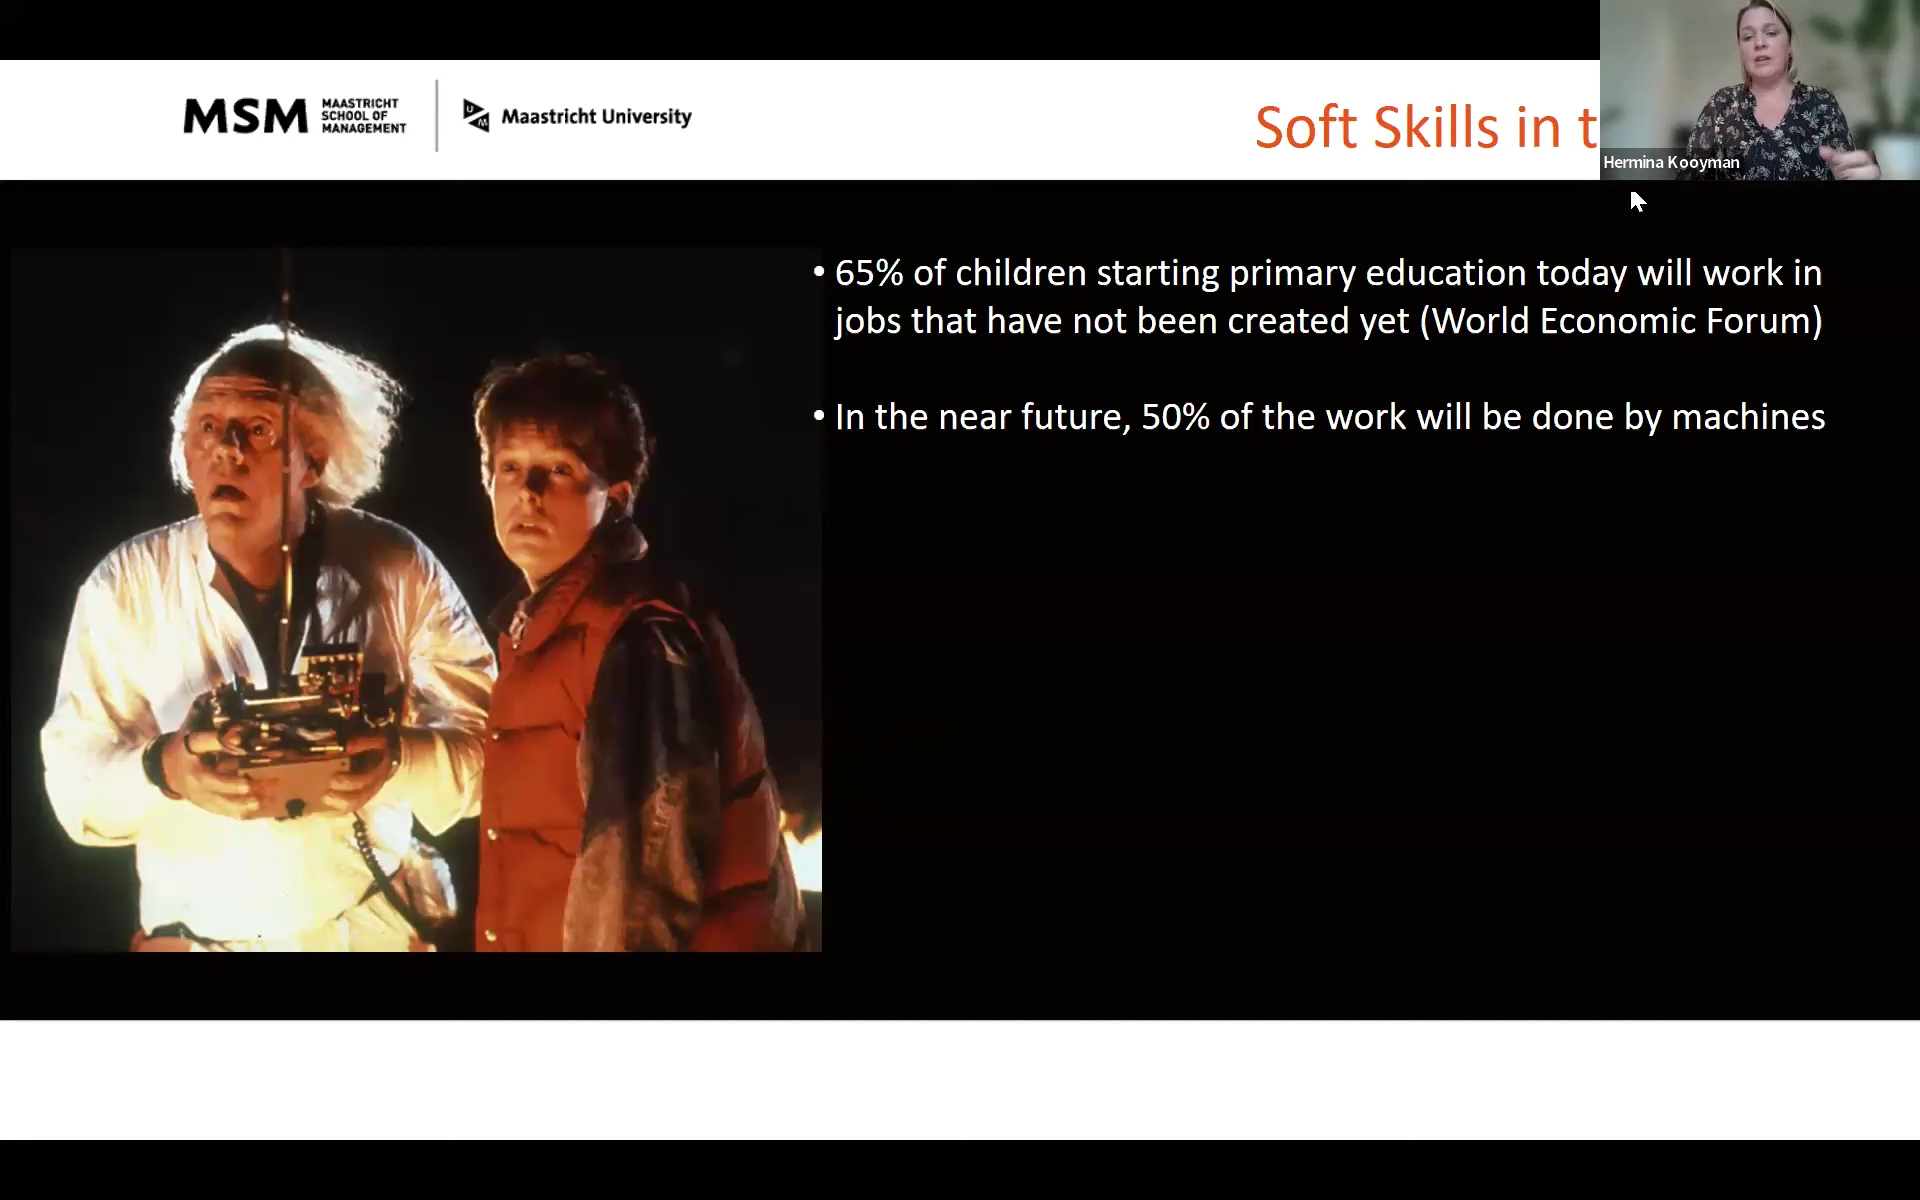 MSM
MAASTRICHT
SCHOOL OF
MANAGEMENT
UM
Maastricht University
Soft Skills in t
Hermina Kooyman
• 65% of children starting primary education today will work in
jobs that have not been created yet (World Economic Forum)
• In the near future, 50% of the work will be done by machines